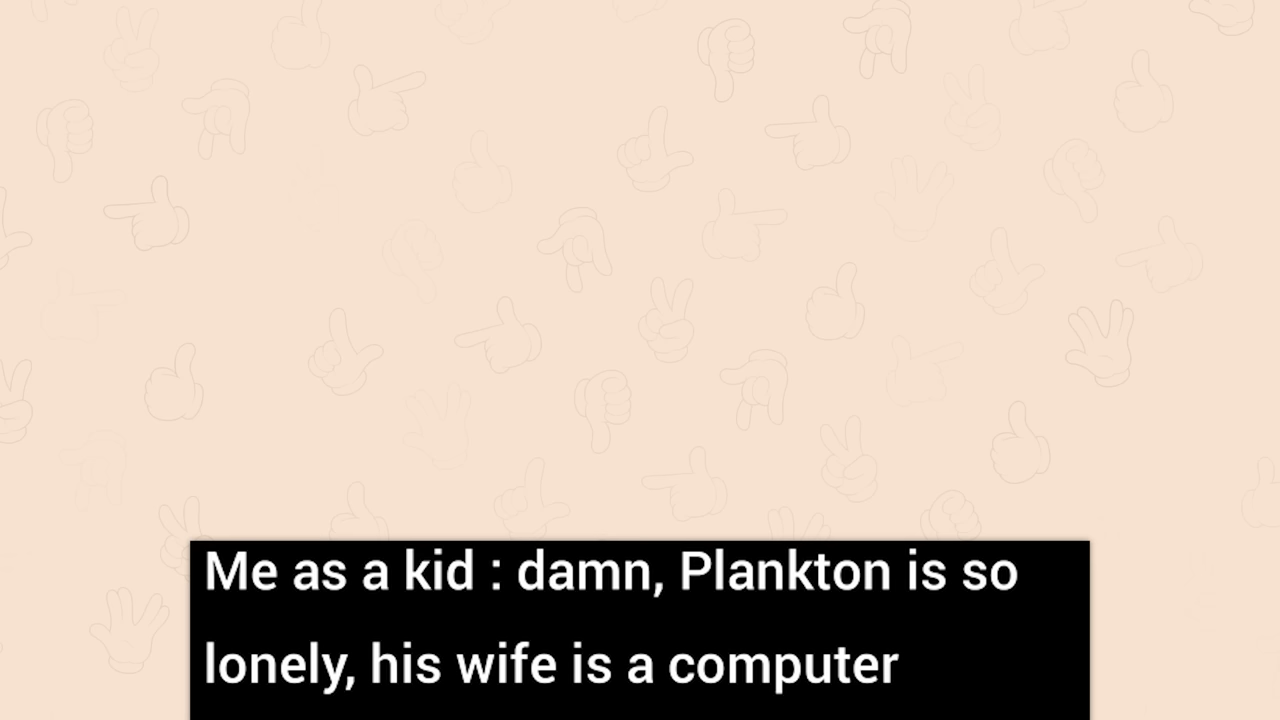 Me as a kid : damn, Plankton is so
lonely, his wife is a computer